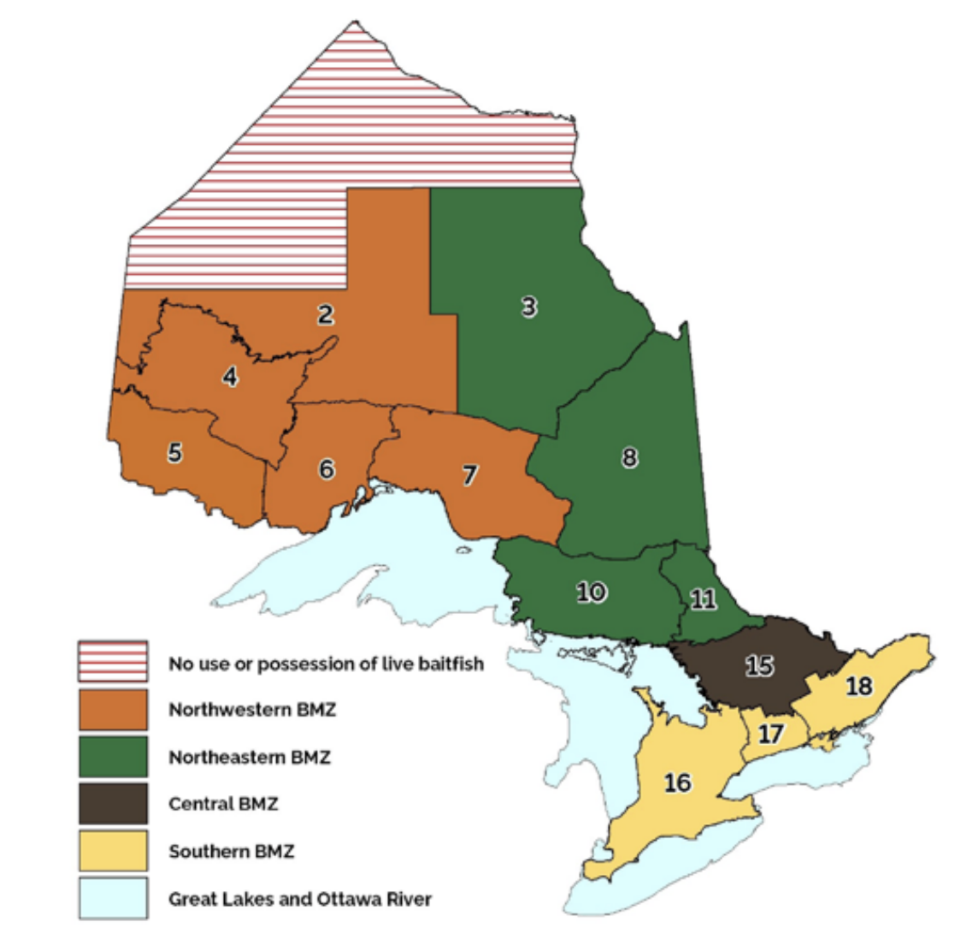 2
3
4
5
6
7
8
10
11
15
18
17
16
No use or possession of live baitfish
Northwestern BMZ
Northeastern BMZ
Central BMZ
Southern BMZ
Great Lakes and Ottawa River